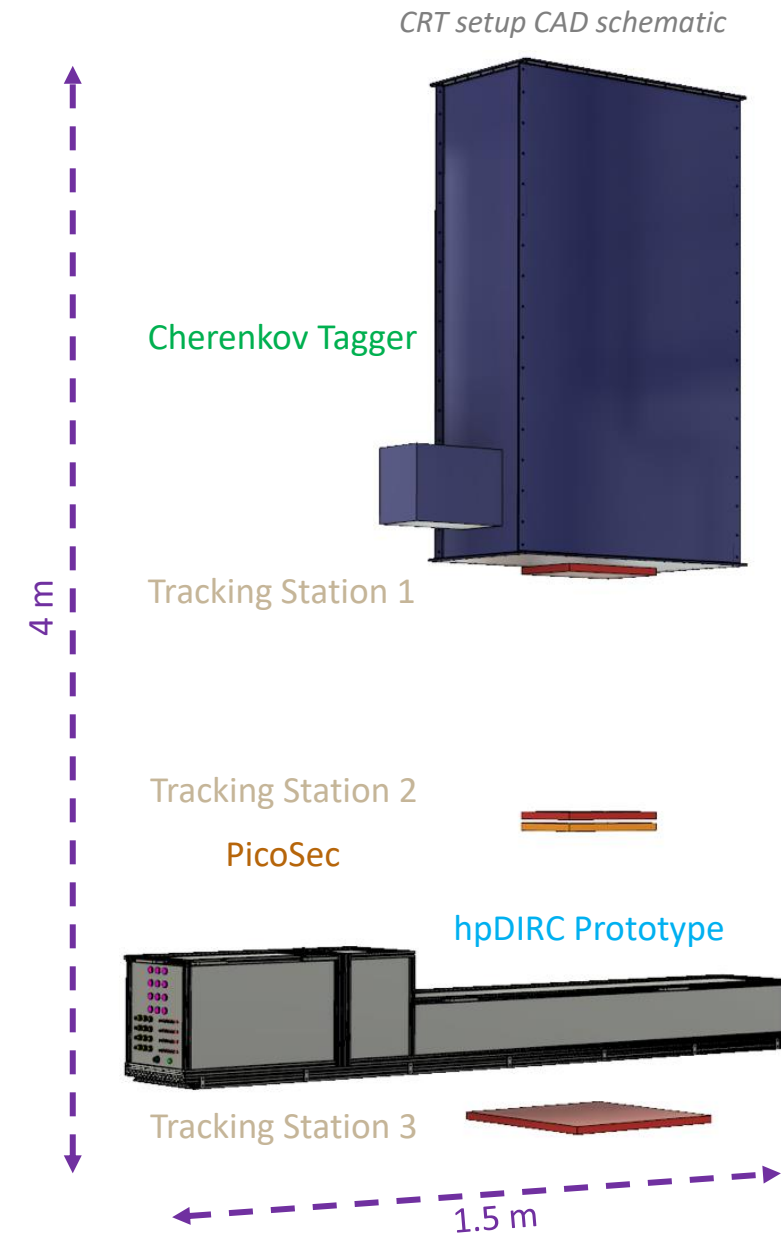 CRT setup CAD schematic
Cherenkov Tagger
Tracking Station 1
4 m
Tracking Station 2
PicoSec
hpDIRC Prototype
Tracking Station 3
1.5 m